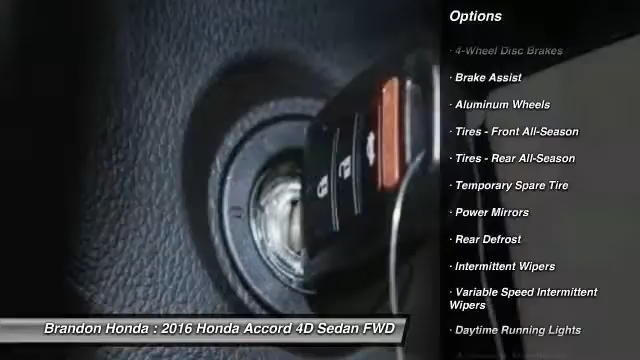 Options
· 4-Wheel Disc Brakes
· Brake Assist
· Aluminum Wheels
· Tires - Front All-Season
· Tires - Rear All-Season
· Temporary Spare Tire
· Power Mirrors
· Rear Defrost
· Intermittent Wipers
· Variable Speed Intermittent
Wipers
· Daytime Running Lights
Brandon Honda : 2016 Honda Accord 4D Sedan FWD